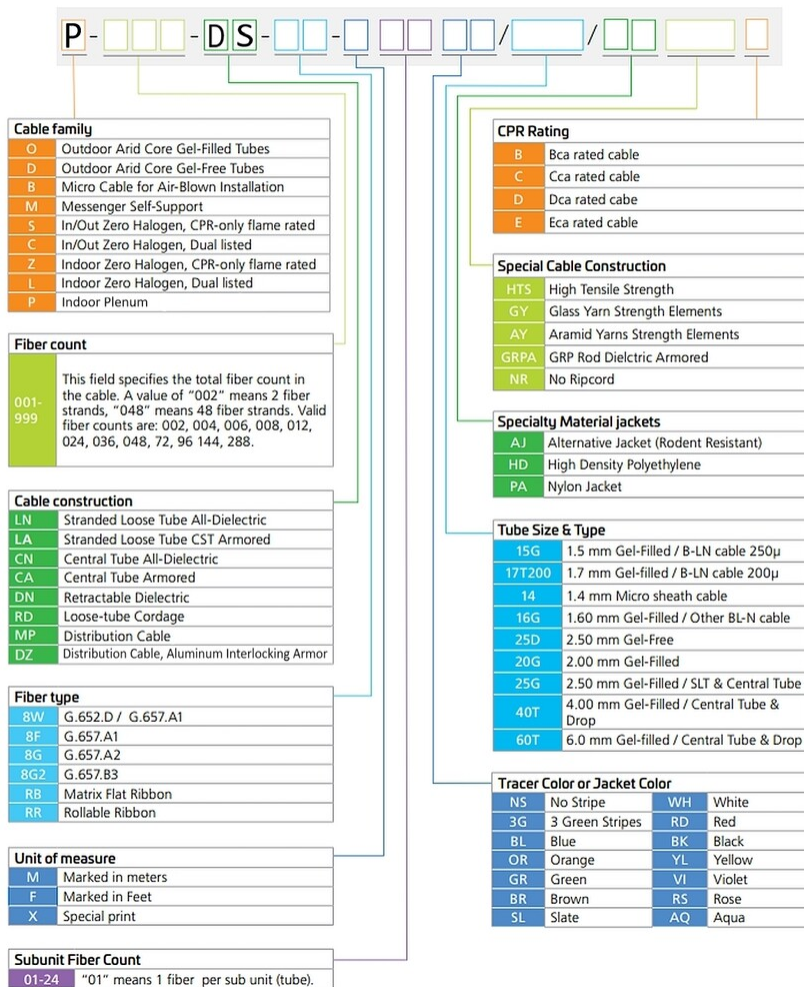 P - - DS - - / /
Cable family
O Outdoor Arid Core Gel-Filled Tubes
D Outdoor Arid Core Gel-Free Tubes
B Micro Cable for Air-Blown Installation
M Messenger Self-Support
S In/Out Zero Halogen, CPR-only flame rated
C In/Out Zero Halogen, Dual listed
Z Indoor Zero Halogen, CPR-only flame rated
L Indoor Zero Halogen, Dual listed
P Indoor Plenum
Fiber count
001-
999
This field specifies the total fiber count in
the cable. A value of “002” means 2 fiber
strands, “048” means 48 fiber strands. Valid
fiber counts are: 002, 004, 006, 008, 012,
024, 036, 048, 72, 96 144, 288.
Cable construction
LN Stranded Loose Tube All-Dielectric
LA Stranded Loose Tube CST Armored
CN Central Tube All-Dielectric
CA Central Tube Armored
DN Retractable Dielectric
RD Loose-tube Cordage
MP Distribution Cable
DZ Distribution Cable, Aluminum Interlocking Armor
Fiber type
8W G.652.D / G.657.A1
8F G.657.A1
8G G.657.A2
8G2 G.657.B3
RB Matrix Flat Ribbon
RR Rollable Ribbon
Unit of measure
M Marked in meters
F Marked in Feet
X Special print
Subunit Fiber Count
01-24 “01” means 1 fiber per sub unit (tube).
CPR Rating
B Bca rated cable
C Cca rated cable
D Dca rated cabe
E Eca rated cable
Special Cable Construction
HTS High Tensile Strength
GY Glass Yarn Strength Elements
AY Aramid Yarns Strength Elements
GRPA GRP Rod Dielctric Armored
NR No Ripcord
Specialty Material jackets
AJ Alternative Jacket (Rodent Resistant)
HD High Density Polyethylene
PA Nylon Jacket
Tube Size & Type
15G 1.5 mm Gel-Filled / B-LN cable 250µ
17T200 1.7 mm Gel-filled / B-LN cable 200µ
14 1.4 mm Micro sheath cable
16G 1.60 mm Gel-Filled / Other BL-N cable
25D 2.50 mm Gel-Free
20G 2.00 mm Gel-Filled
25G 2.50 mm Gel-Filled / SLT & Central Tube
40T 4.00 mm Gel-Filled / Central Tube &
Drop
60T 6.0 mm Gel-filled / Central Tube & Drop
Tracer Color or Jacket Color
NS No Stripe WH White
3G 3 Green Stripes RD Red
BL Blue BK Black
OR Orange YL Yellow
GR Green VI Violet
BR Brown RS Rose
SL Slate AQ Aqua